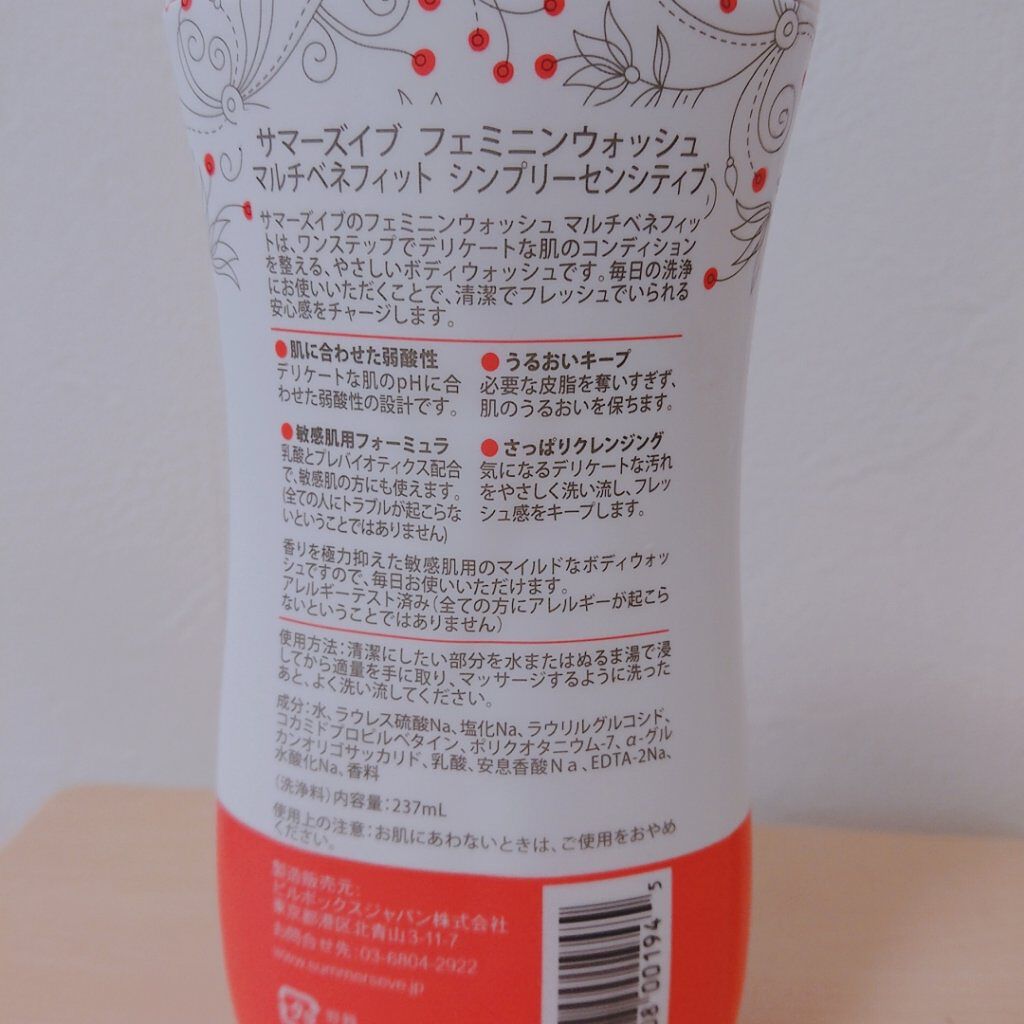 サマーズイブ フェミニンウォッシュ
マルチベネフィット シンプリーセンシティブ
サマーズイブのフェミニンウォッシュ マルチベネフィッ
トは、ワンステップでデリケートな肌のコンディション
を整える、やさしいボディウォッシュです。毎日の洗浄
にお使いいただくことで、清潔でフレッシュでいられる
安心感をチャージします。
●肌に合わせた弱酸性
デリケートな肌のpHに合
わせた弱酸性の設計です。
●うるおいキープ
必要な皮脂を奪いすぎず、
肌のうるおいを保ちます。
●敏感肌用フォーミュラ
乳酸とプレバイオティクス配合
で、敏感肌の方にも使えます。
(全ての人にトラブルが起こらな
いということではありません)
●さっぱりクレンジング
気になるデリケートな汚れ
をやさしく洗い流し、フレッ
シュ感をキープします。
香りを極力抑えた敏感肌用のマイルドなボディウォッ
シュですので、毎日お使いいただけます。
アレルギーテスト済み(全ての方にアレルギーが起こら
ないということではありません)
使用方法:清潔にしたい部分を水またはぬるま湯で浸
してから適量を手に取り、マッサージするように洗った
あと、よく洗い流してください。
成分:水、ラウレス硫酸Na、塩化Na、ラウリルグルコシド、
コカミドプロピルベタイン、ポリクオタニウム-7、α-グル
カンオリゴサッカリド、乳酸、安息香酸Na、EDTA-2Na、
水酸化Na、香料
(洗浄料)内容量:237mL
使用上の注意:お肌にあわないときは、ご使用をおやめ
ください。
製造販売元:
ピルボックスジャパン株式会社
東京都港区北青山3-11-7
お問合せ先:03-6804-2922
www.summerseve.jp
8 00194 5